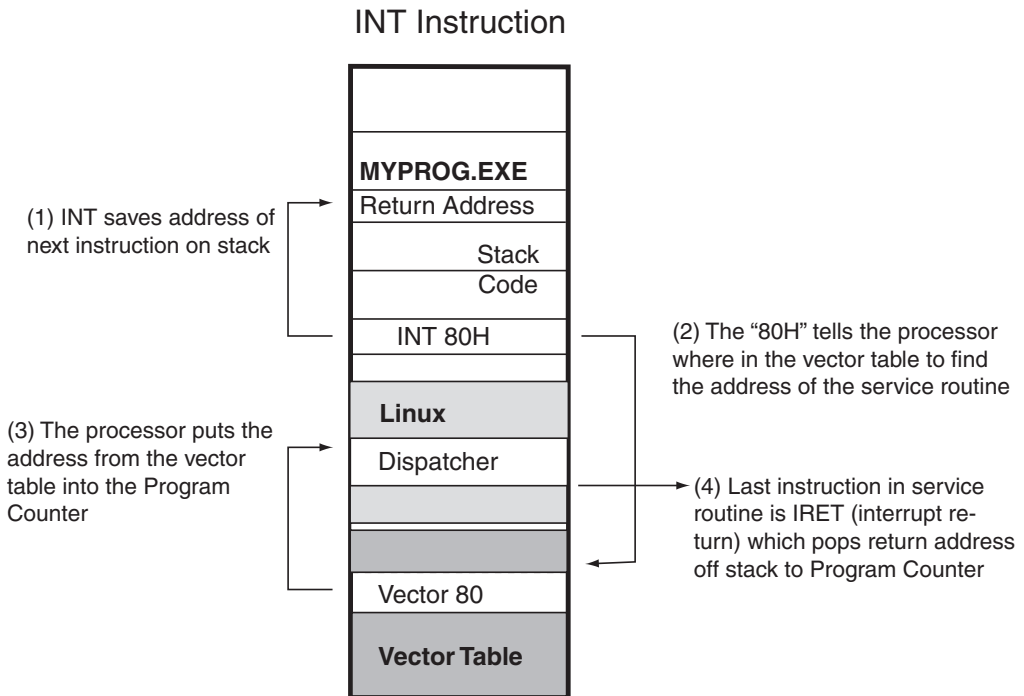 INT Instruction
MYPROG.EXE
Return Address
Stack
Code
INT 80H
Linux
Dispatcher
Vector 80
Vector Table
(1) INT saves address of
next instruction on stack
(2) The “80H” tells the processor
where in the vector table to find
the address of the service routine
(3) The processor puts the
address from the vector
table into the Program
Counter
(4) Last instruction in service
routine is IRET (interrupt re-
turn) which pops return address
off stack to Program Counter